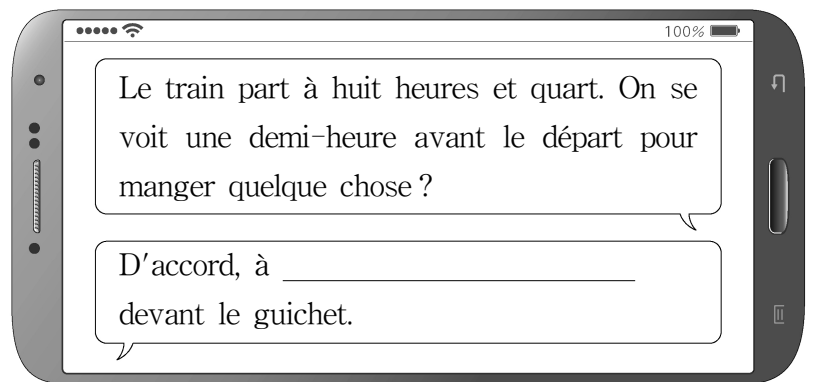 100%
Le train part à huit heures et quart. On se
voit une demi-heure avant le départ pour
manger quelque chose ?
D'accord, à ____________________
devant le guichet.